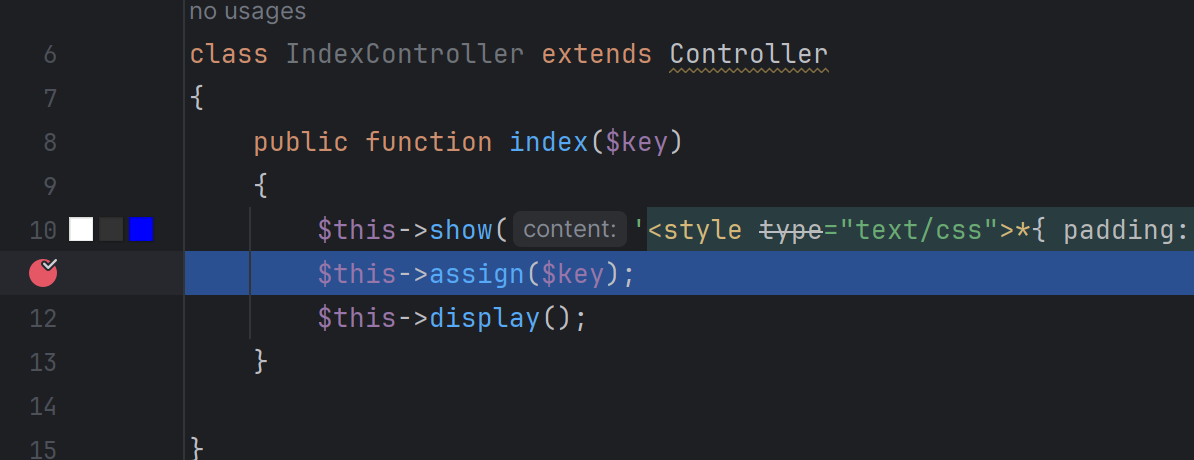 no usages
6 class IndexController extends Controller
7 {
8 public function index($key)
9 {
10 $this->show( content: '<style type="text/css">*{ padding:
$this->assign($key);
12 $this->display();
13 }
14
15 }